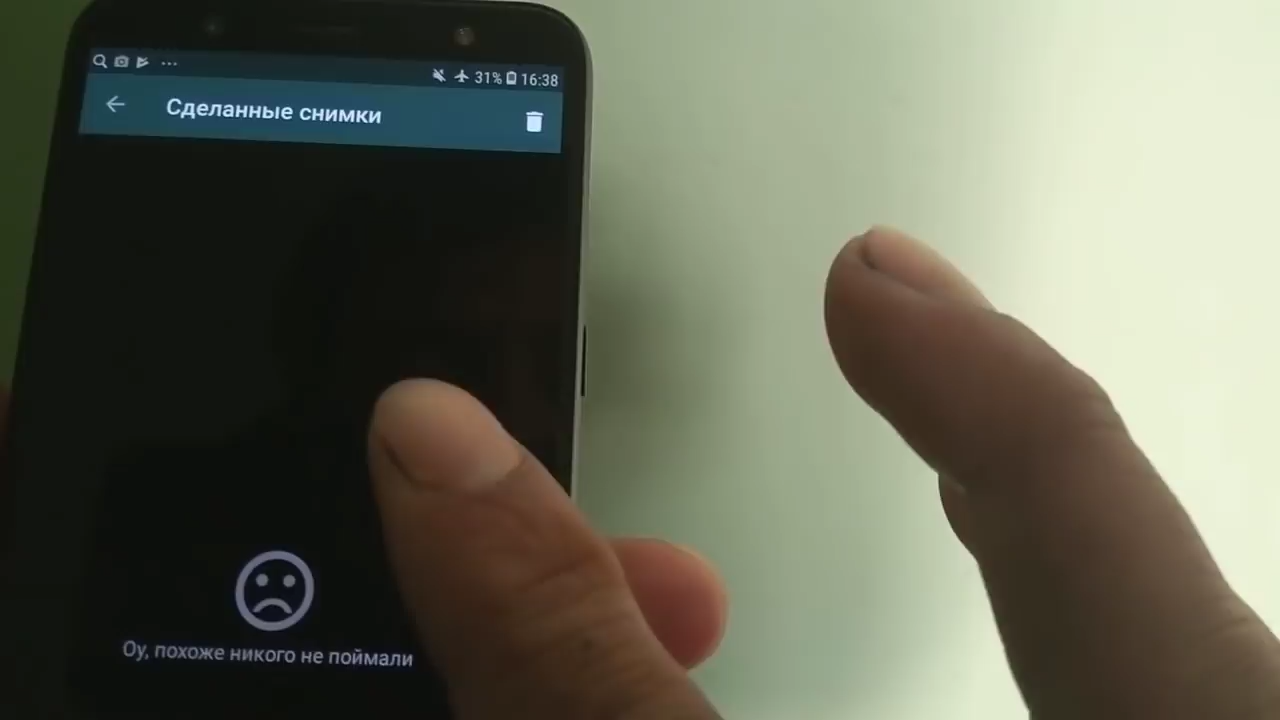 31% 16:38
Сделанные снимки
Оу, похоже никого не поймали